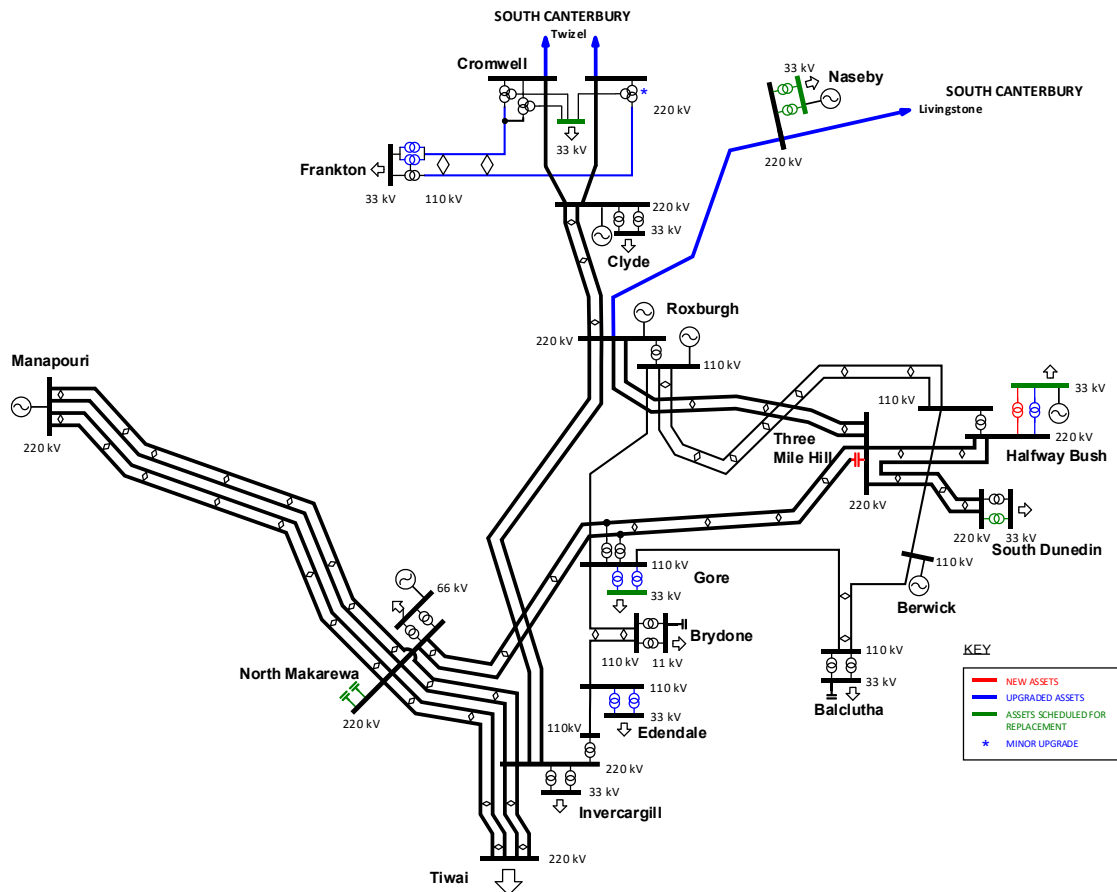 SOUTH CANTERBURY
Twizel
Cromwell
220 kV
33 kV
Frankton
33 kV
110 kV
33 kV
Naseby
SOUTH CANTERBURY
Livingstone
220 kV
220 kV
33 kV
Clyde
Roxburgh
220 kV
110 kV
Manapouri
220 kV
110 kV
33 kV
Three
Mile Hill
220 kV
Halfway Bush
220 kV
220 kV
33 kV
South Dunedin
110 kV
Gore
33 kV
110 kV
Berwick
66 kV
North Makarewa
220 kV
Brydone
110 kV
11 kV
110 kV
33 kV
Balclutha
110 kV
33 kV
Edendale
110kV
220 kV
33 kV
Invercargill
220 kV
Tiwai
KEY
NEW ASSETS
UPGRADED ASSETS
ASSETS SCHEDULED FOR
REPLACEMENT
* MINOR UPGRADE